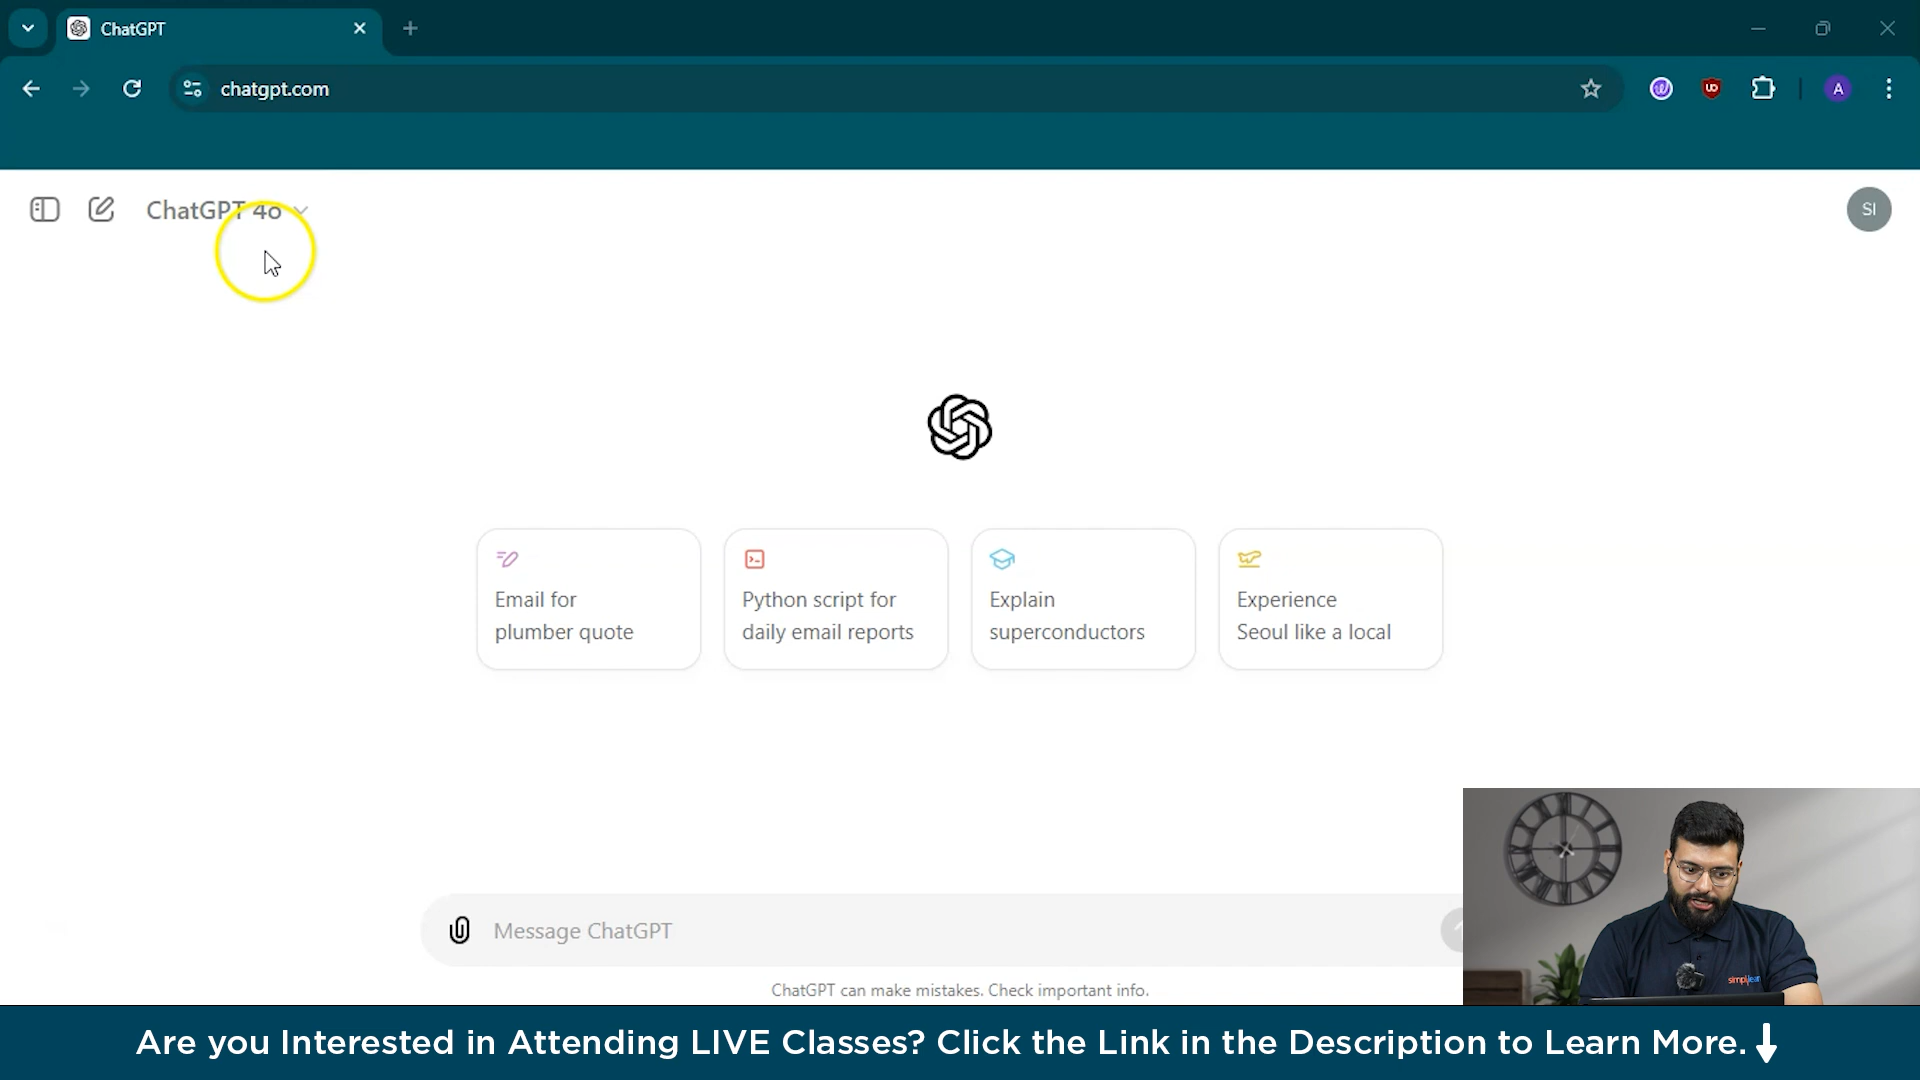 ChatGPT
chatgpt.com
UD
A
ChatGPT 4o
SI
Email for
plumber quote
Python script for
daily email reports
Explain
superconductors
Experience
Seoul like a local
Message ChatGPT
simplilearn
ChatGPT can make mistakes. Check important info.
Are you Interested in Attending LIVE Classes? Click the Link in the Description to Learn More.